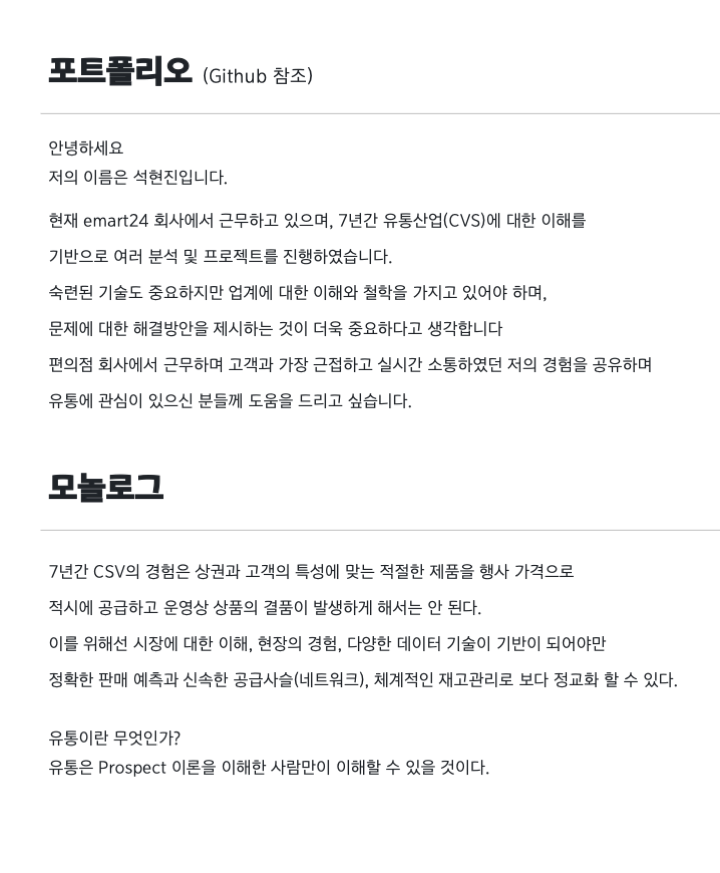 포트폴리오 (Github 참조)
안녕하세요
저의 이름은 석현진입니다.
현재 emart24 회사에서 근무하고 있으며, 7년간 유통산업(CVS)에 대한 이해를
기반으로 여러 분석 및 프로젝트를 진행하였습니다.
숙련된 기술도 중요하지만 업계에 대한 이해와 철학을 가지고 있어야 하며,
문제에 대한 해결방안을 제시하는 것이 더욱 중요하다고 생각합니다
편의점 회사에서 근무하며 고객과 가장 근접하고 실시간 소통하였던 저의 경험을 공유하며
유통에 관심이 있으신 분들께 도움을 드리고 싶습니다.
모놀로그
7년간 CSV의 경험은 상권과 고객의 특성에 맞는 적절한 제품을 행사 가격으로
적시에 공급하고 운영상 상품의 결품이 발생하게 해서는 안 된다.
이를 위해선 시장에 대한 이해, 현장의 경험, 다양한 데이터 기술이 기반이 되어야만
정확한 판매 예측과 신속한 공급사슬(네트워크), 체계적인 재고관리로 보다 정교화 할 수 있다.
유통이란 무엇인가?
유통은 Prospect 이론을 이해한 사람만이 이해할 수 있을 것이다.